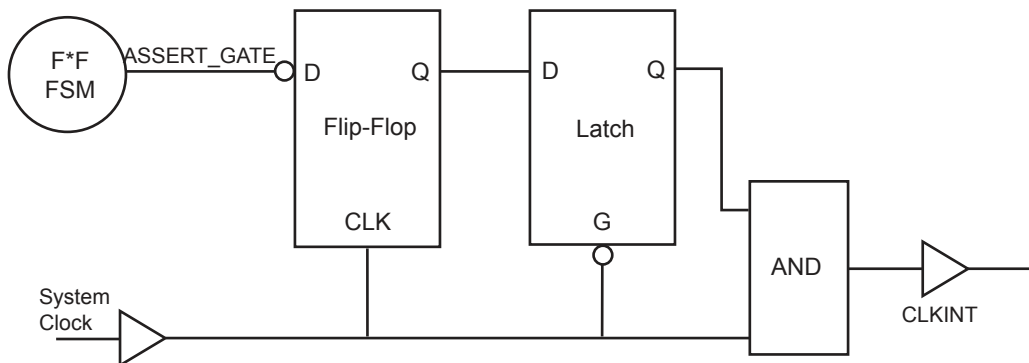 F*F
FSM
ASSERT_GATE
D
Q
Flip-Flop
CLK
D
Q
Latch
G
AND
System
Clock
CLKINT